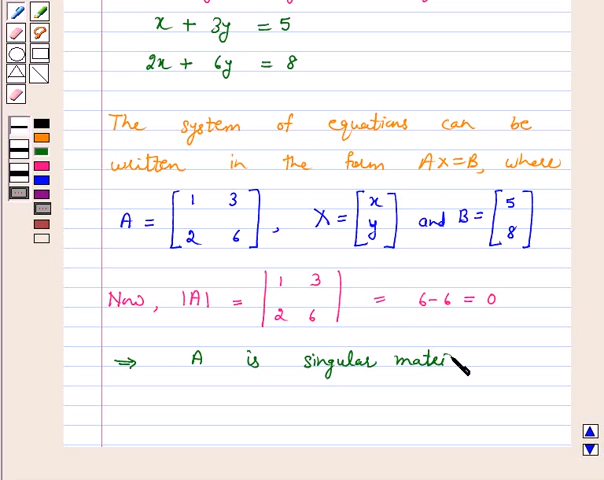 x + 3y = 5
2x + 6y = 8
The system of equations can be
written in the form AX=B, where
A = [1 3 2 6], X = [x y] and B = [5 8]
Now, |A| = |1 3 2 6| = 6-6 = 0
⇒ A is singular matri